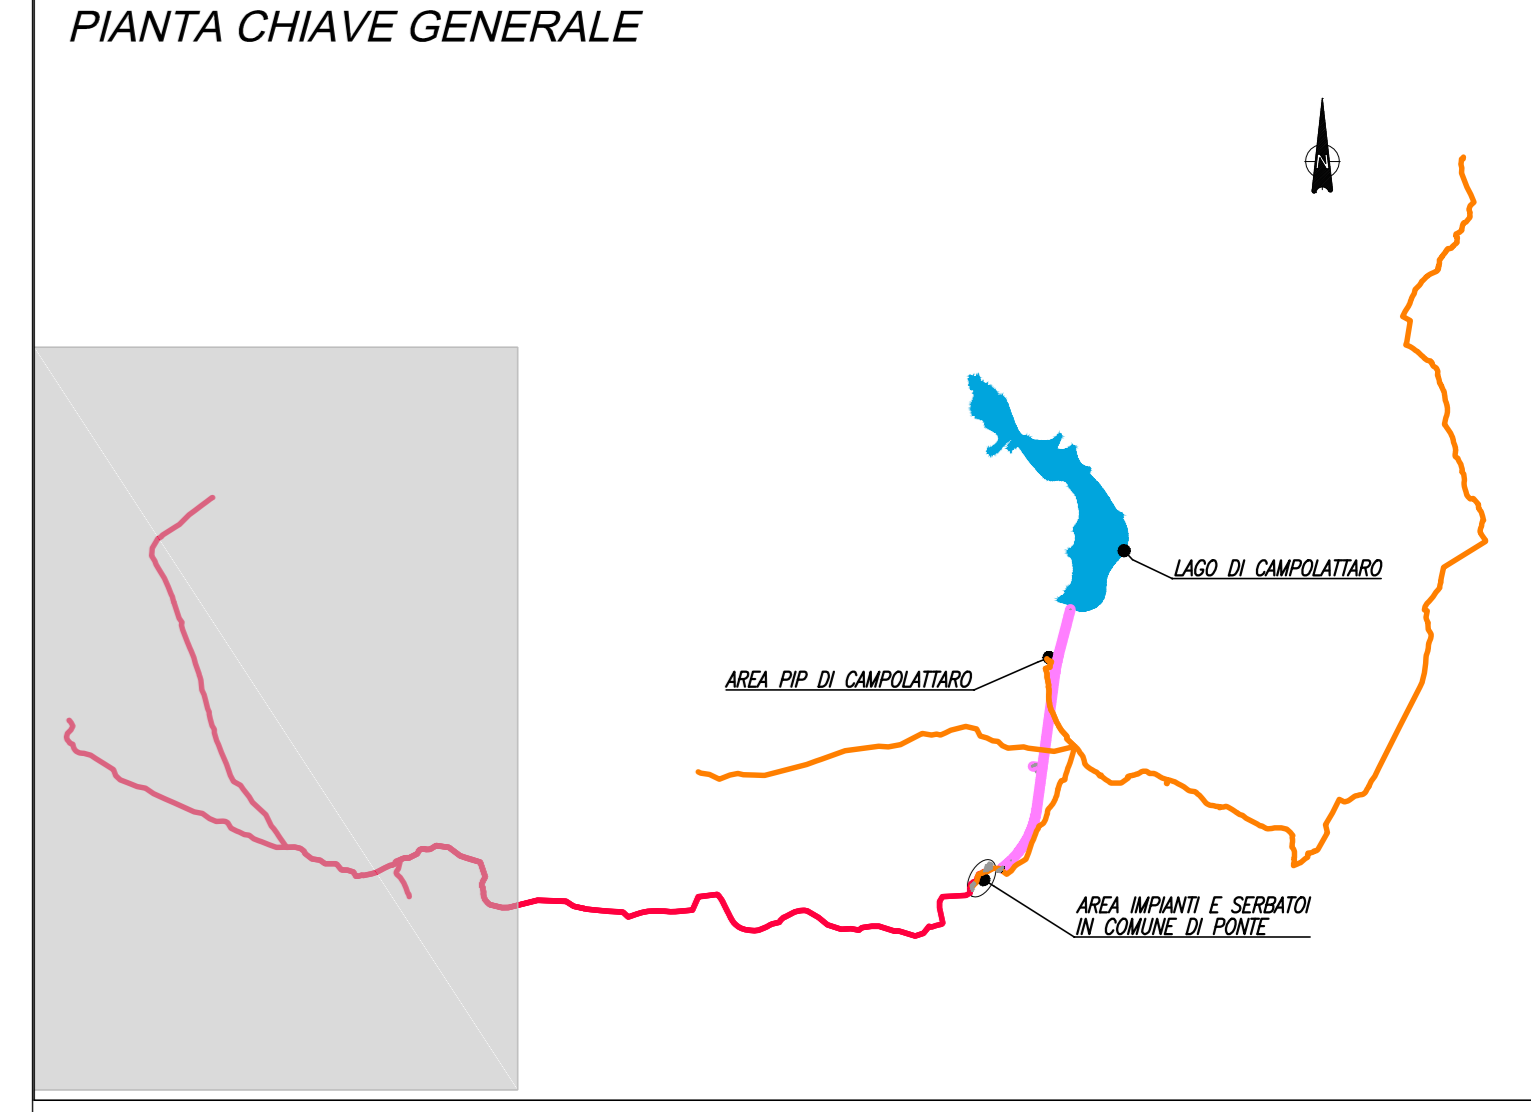 PIANTA CHIAVE GENERALE
N
LAGO DI CAMPOLATTARO
AREA PIP DI CAMPOLATTARO
AREA IMPIANTI E SERBATOI
IN COMUNE DI PONTE